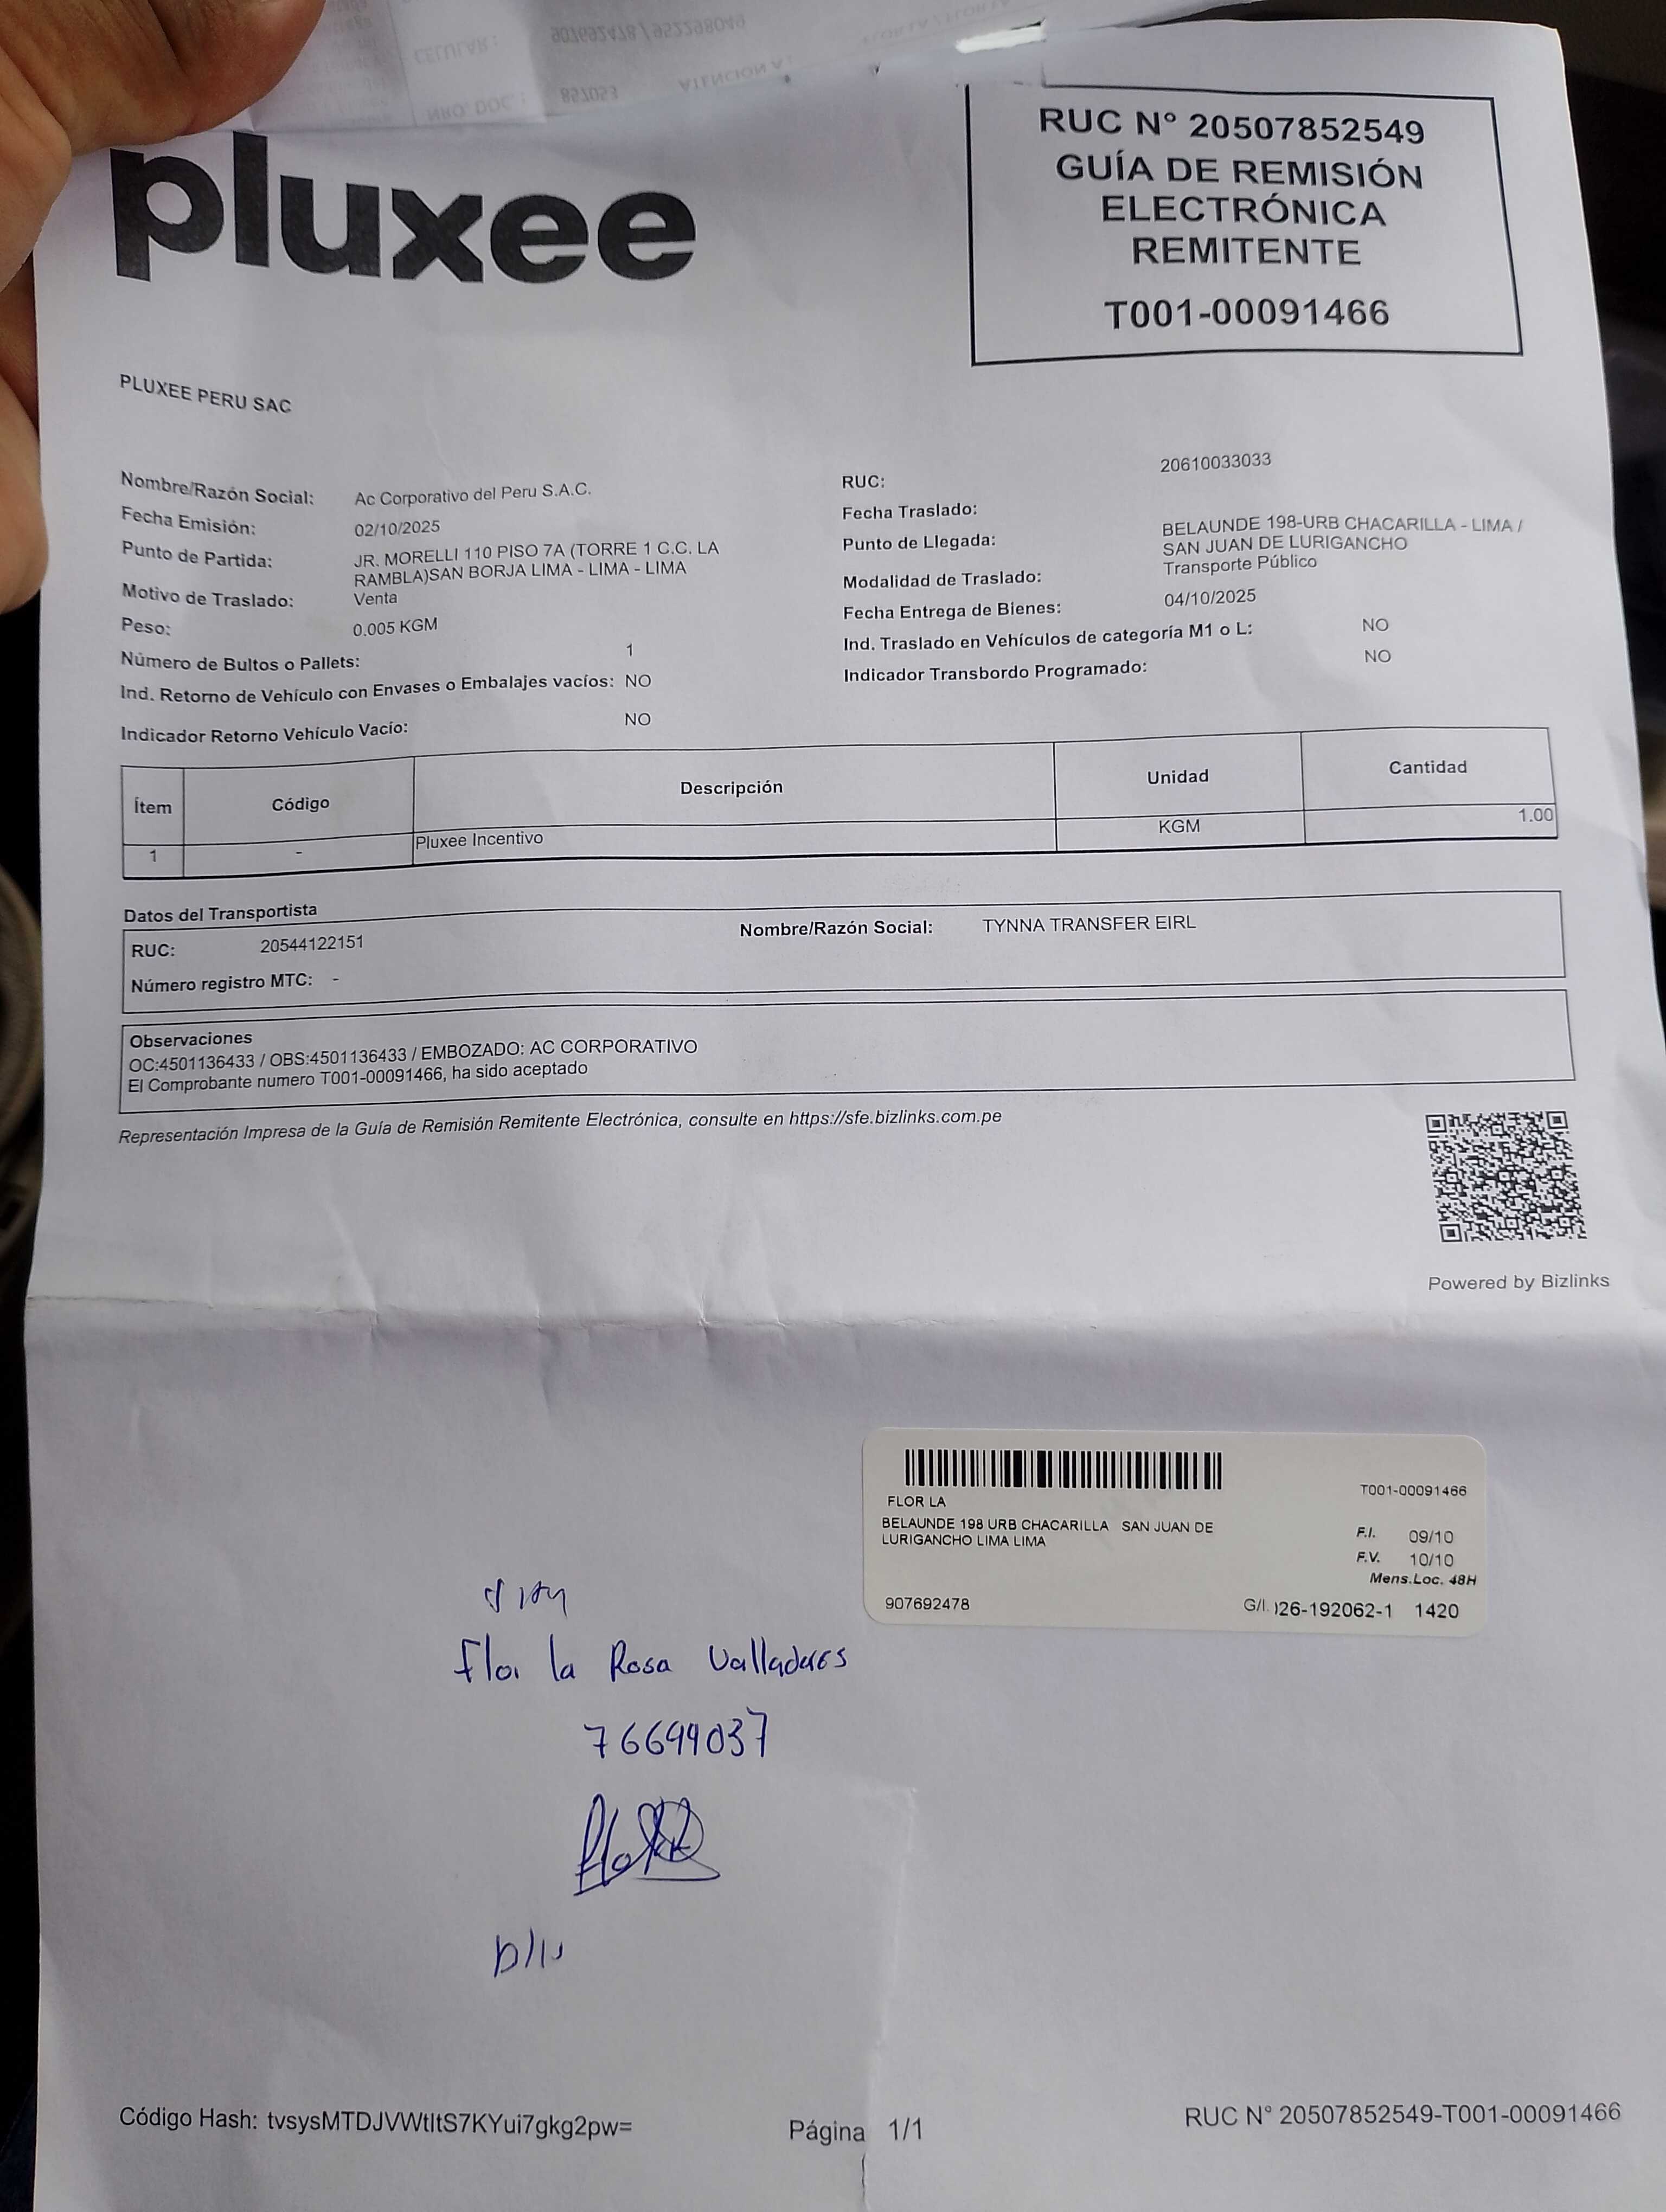 CELULAR: 907692478 / 952298049
NRO. DOC: 857023 ATENCION A:
pluxee
RUC N° 20507852549
GUÍA DE REMISIÓN
ELECTRÓNICA
REMITENTE
T001-00091466
PLUXEE PERU SAC
Nombre/Razón Social: Ac Corporativo del Peru S.A.C.
Fecha Emisión: 02/10/2025
Punto de Partida: JR. MORELLI 110 PISO 7A (TORRE 1 C.C. LA
RAMBLA)SAN BORJA LIMA - LIMA - LIMA
Motivo de Traslado: Venta
Peso: 0.005 KGM
Número de Bultos o Pallets: 1
Ind. Retorno de Vehículo con Envases o Embalajes vacíos: NO
Indicador Retorno Vehículo Vacío: NO
RUC: 20610033033
Fecha Traslado:
Punto de Llegada: BELAUNDE 198-URB CHACARILLA - LIMA /
SAN JUAN DE LURIGANCHO
Modalidad de Traslado: Transporte Público
Fecha Entrega de Bienes: 04/10/2025
Ind. Traslado en Vehículos de categoría M1 o L: NO
Indicador Transbordo Programado: NO
Ítem Código Descripción Unidad Cantidad
1 - Pluxee Incentivo KGM 1.00
Datos del Transportista
RUC: 20544122151 Nombre/Razón Social: TYNNA TRANSFER EIRL
Número registro MTC: -
Observaciones
OC:4501136433 / OBS:4501136433 / EMBOZADO: AC CORPORATIVO
El Comprobante numero T001-00091466, ha sido aceptado
Representación Impresa de la Guía de Remisión Remitente Electrónica, consulte en https://sfe.bizlinks.com.pe
Powered by Bizlinks
FLOR LA T001-00091466
BELAUNDE 198 URB CHACARILLA SAN JUAN DE
LURIGANCHO LIMA LIMA
F.I. 09/10
F.V. 10/10
Mens.Loc. 48H
907692478 G/I. 026-192062-1 1420
Flor la Rosa Valladares
76699037
Código Hash: tvsysMTDJVWtItS7KYui7gkg2pw= Página 1/1 RUC N° 20507852549-T001-00091466